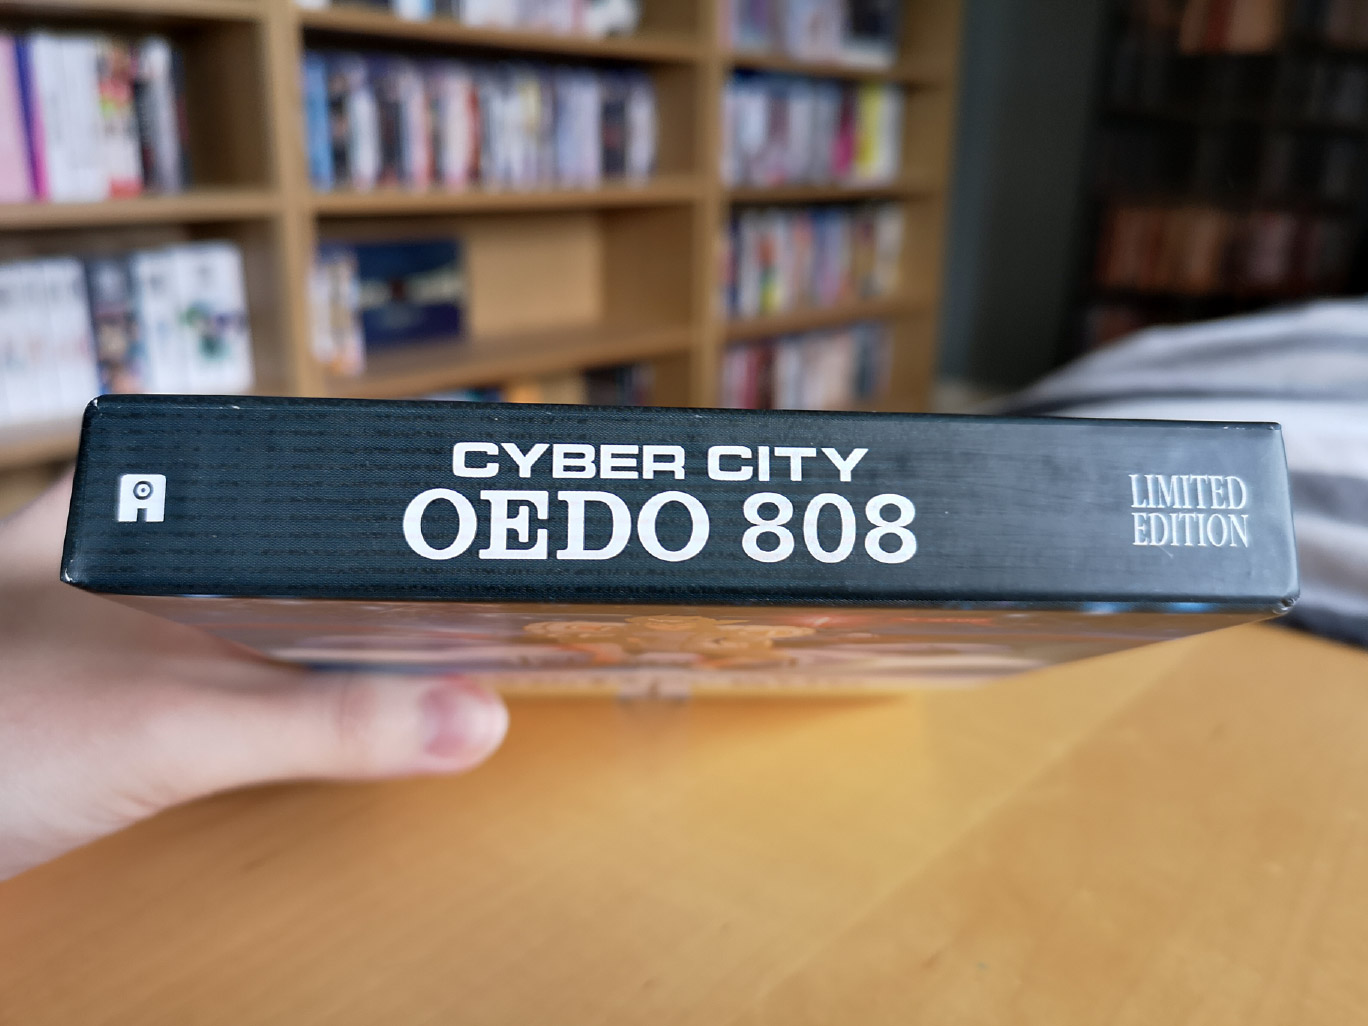 CYBER CITY
OEDO 808
LIMITED
EDITION